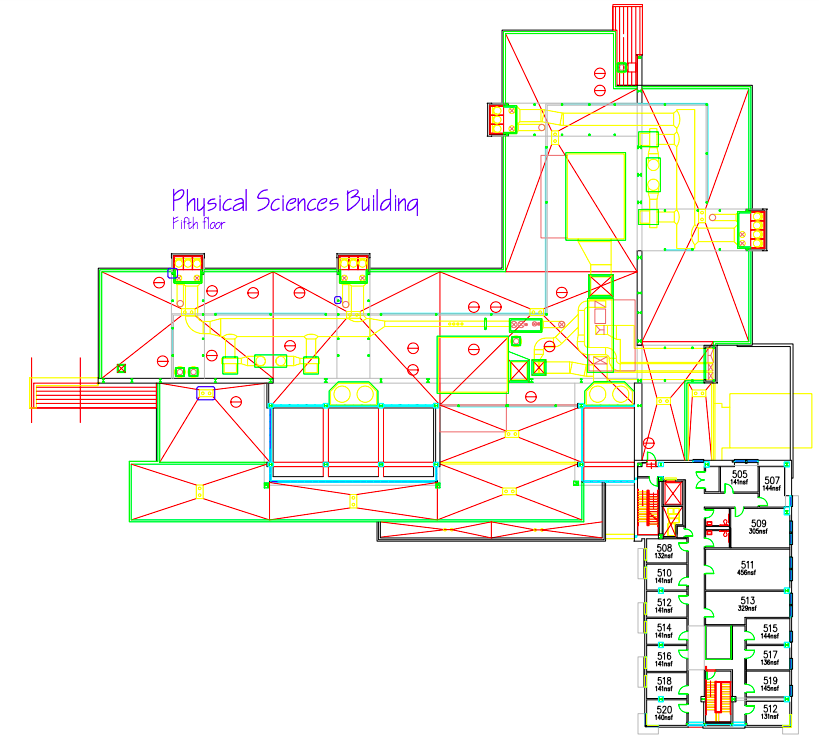 Physical Sciences Building
Fifth floor
505
141nsf
507
144nsf
509
305nsf
508
132nsf
511
456nsf
510
141nsf
512
141nsf
513
329nsf
514
141nsf
515
144nsf
516
141nsf
517
136nsf
518
141nsf
519
145nsf
520
140nsf
512
131nsf